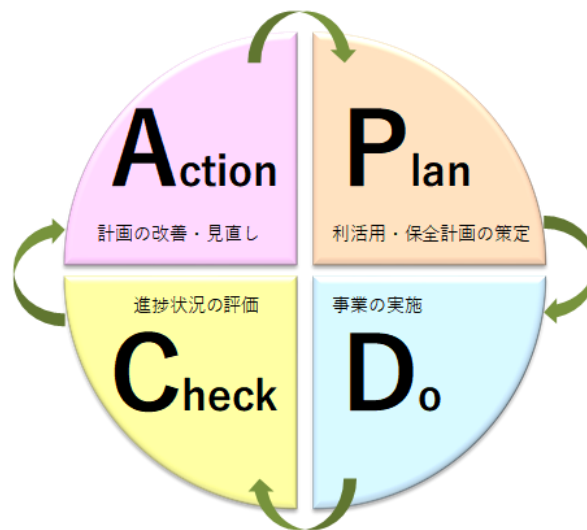 Action
計画の改善・見直し
Plan
利活用・保全計画の策定
進捗状況の評価
Check
事業の実施
Do